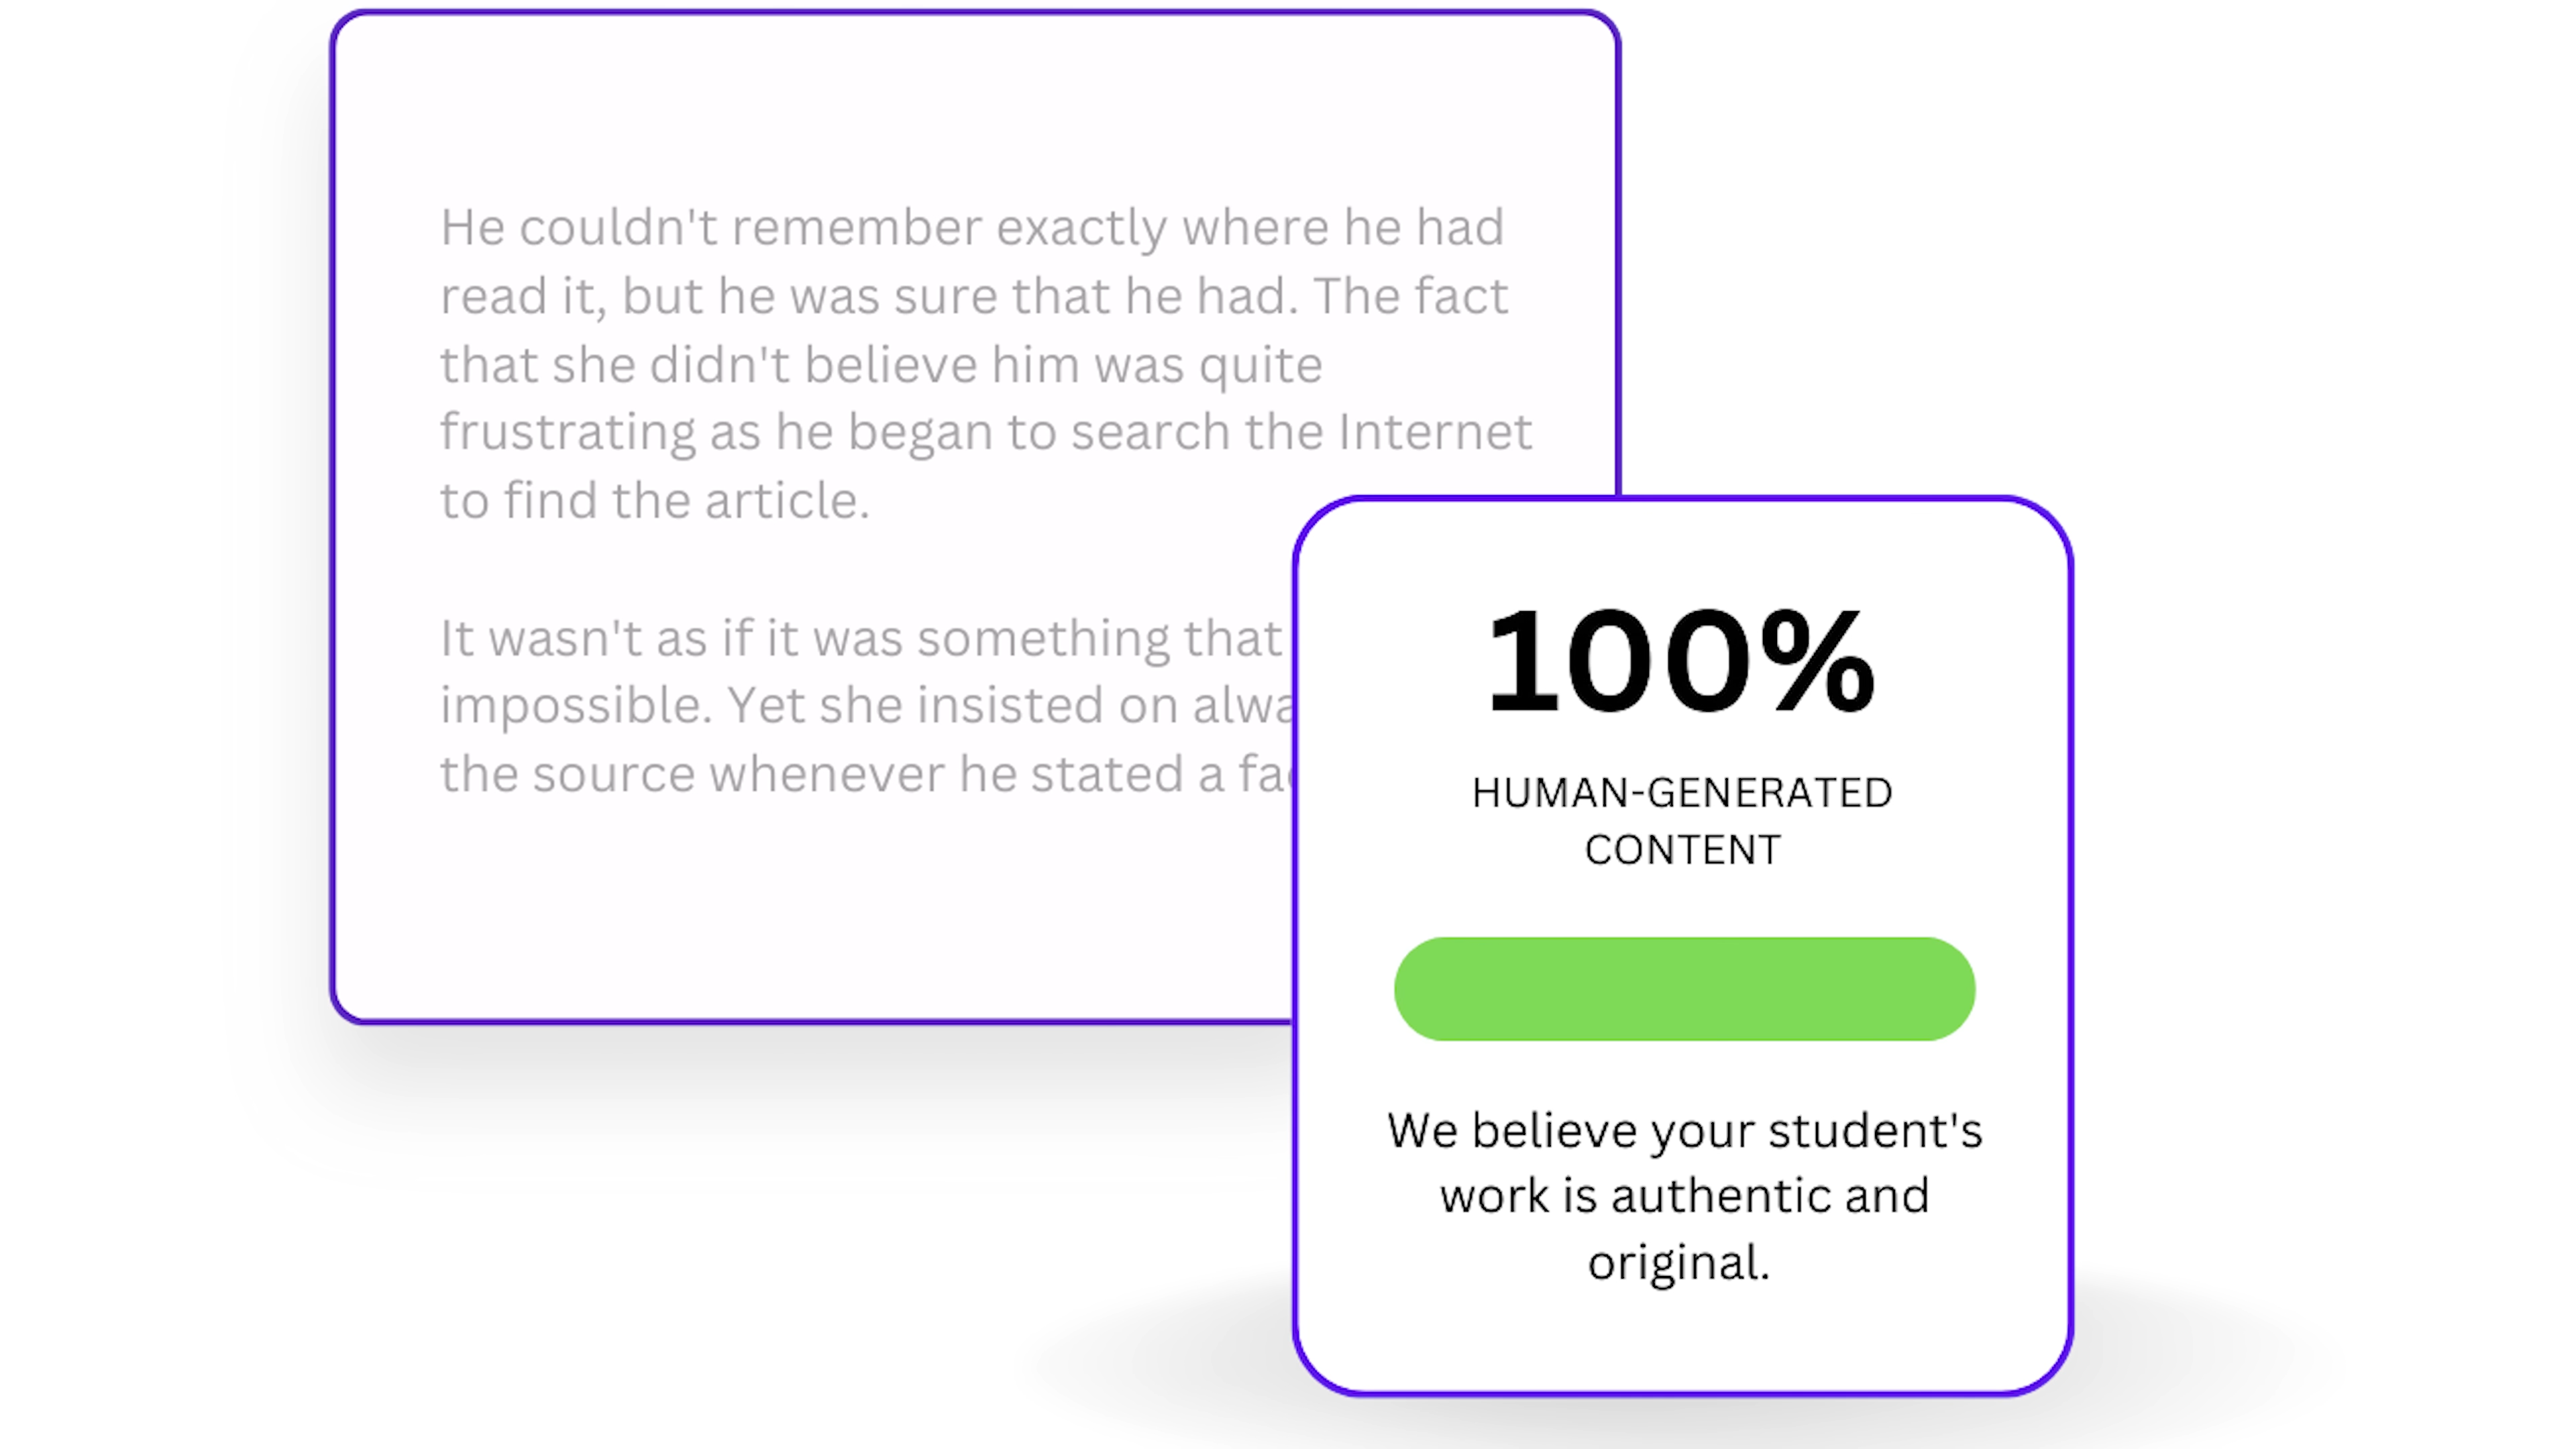 He couldn't remember exactly where he had
read it, but he was sure that he had. The fact
that she didn't believe him was quite
frustrating as he began to search the Internet
to find the article.
It wasn't as if it was something that
impossible. Yet she insisted on
the source whenever he stated a
100%
HUMAN-GENERATED
CONTENT
We believe your student's
work is authentic and
original.